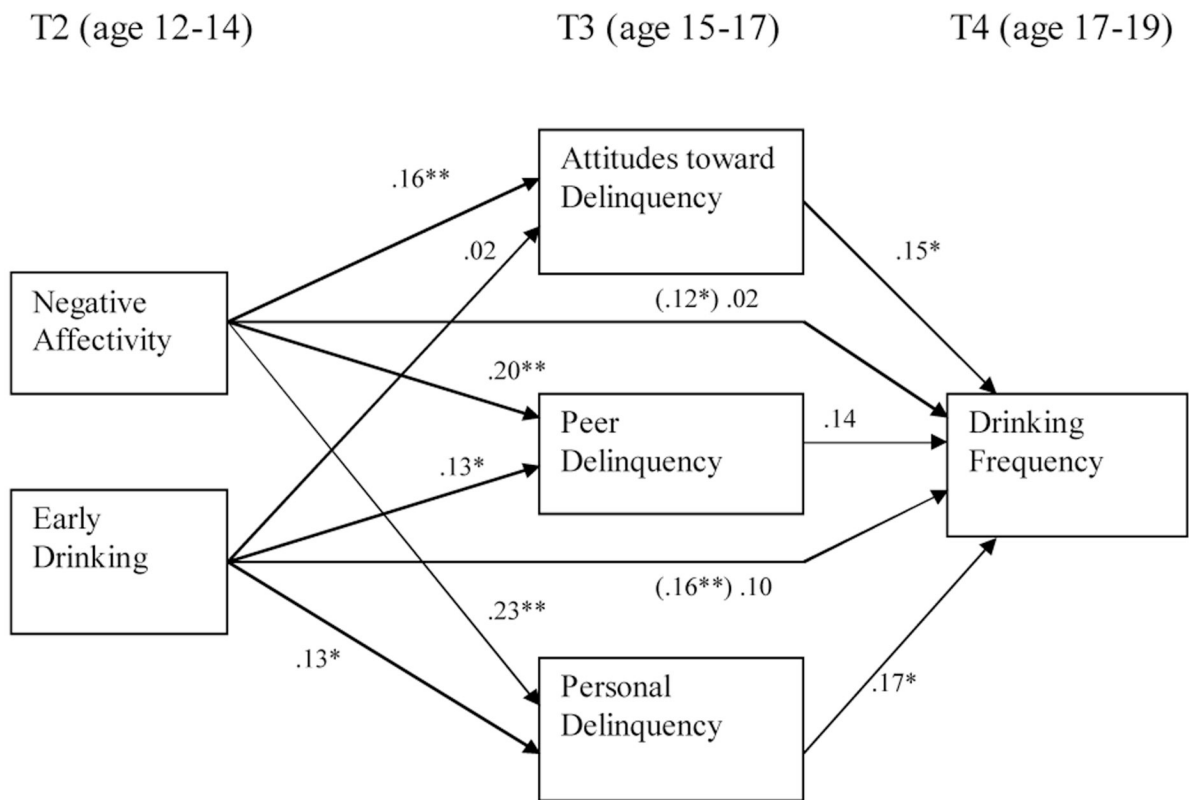 T2 (age 12-14) T3 (age 15-17) T4 (age 17-19)
Attitudes toward
Delinquency
.16**
.02
.15*
Negative
Affectivity
(.12*) .02
.20**
Peer
Delinquency
.14
Drinking
Frequency
.13*
Early
Drinking
(.16**) .10
.23**
.13*
Personal
Delinquency
.17*